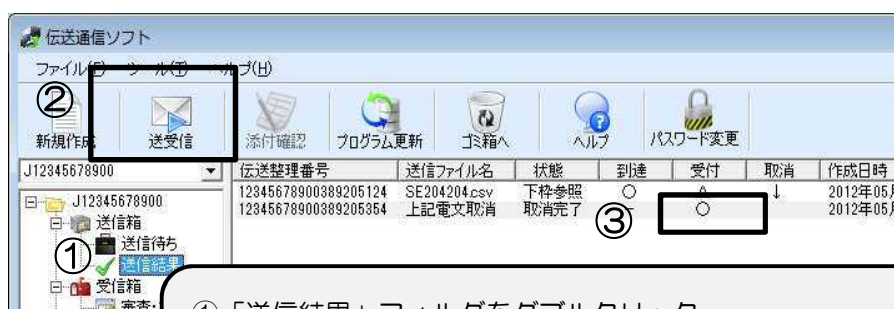 伝送通信ソフト
ファイル(F) ツール(T) ヘルプ(H)
②
新規作成 送受信 添付確認 プログラム更新 ゴミ箱へ ヘルプ パスワード変更
J12345678900
伝送整理番号 送信ファイル名 状態 到達 受付 取消 作成日時
12345678900389205124 SE204204.csv 下枠参照 ○ △ ↓ 2012年05月
12345678900389205354 上記電文取消 取消完了 ○ 2012年05月
③
J12345678900
送信箱
送信待ち
① 送信結果
受信箱
①「送信結果」フォルダをダブルクリック